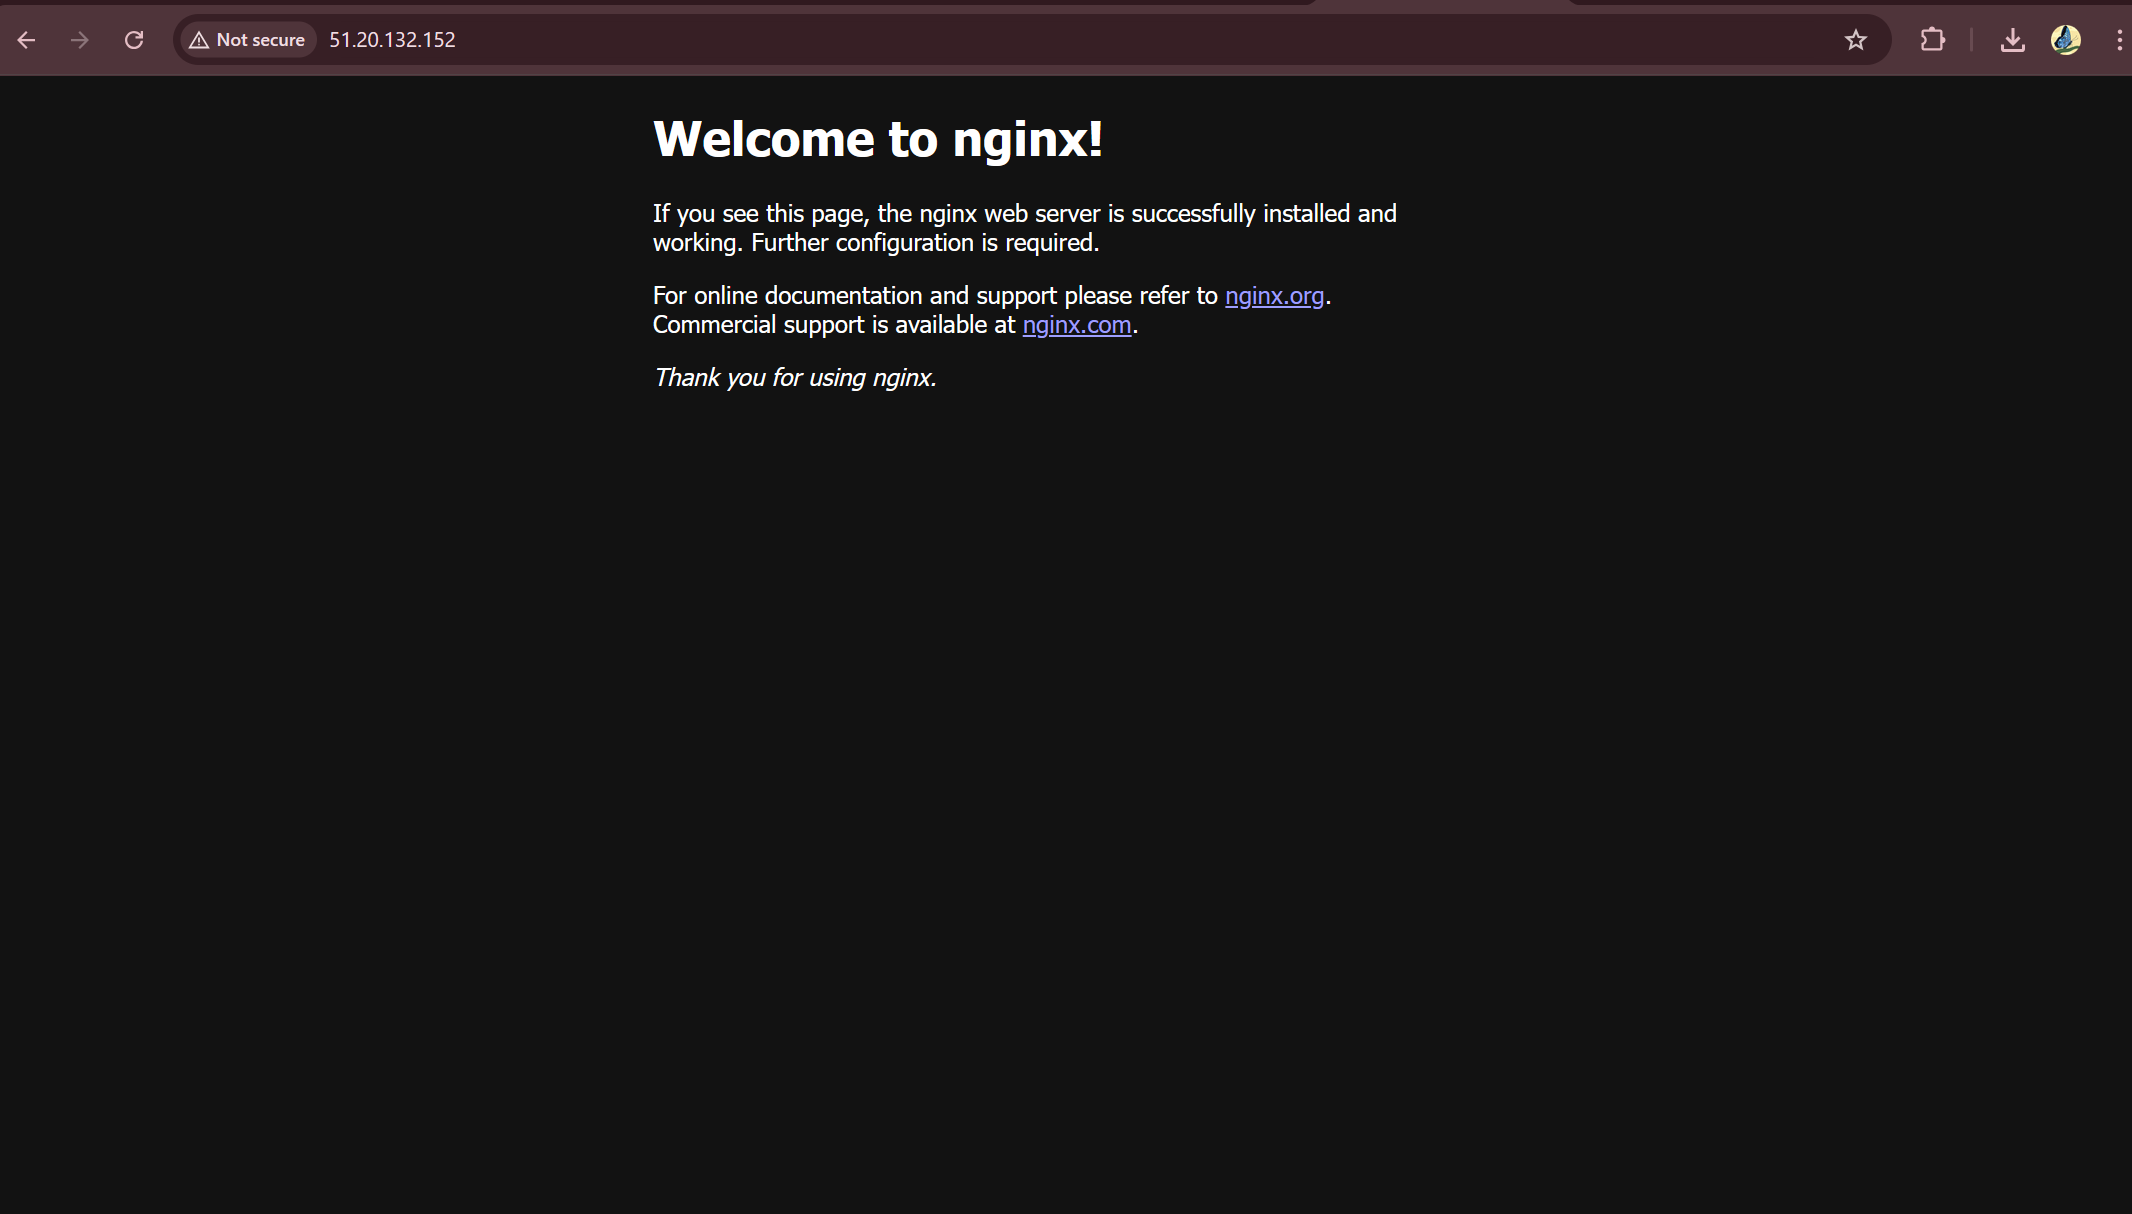 Not secure 51.20.132.152
Welcome to nginx!
If you see this page, the nginx web server is successfully installed and
working. Further configuration is required.
For online documentation and support please refer to nginx.org.
Commercial support is available at nginx.com.
Thank you for using nginx.